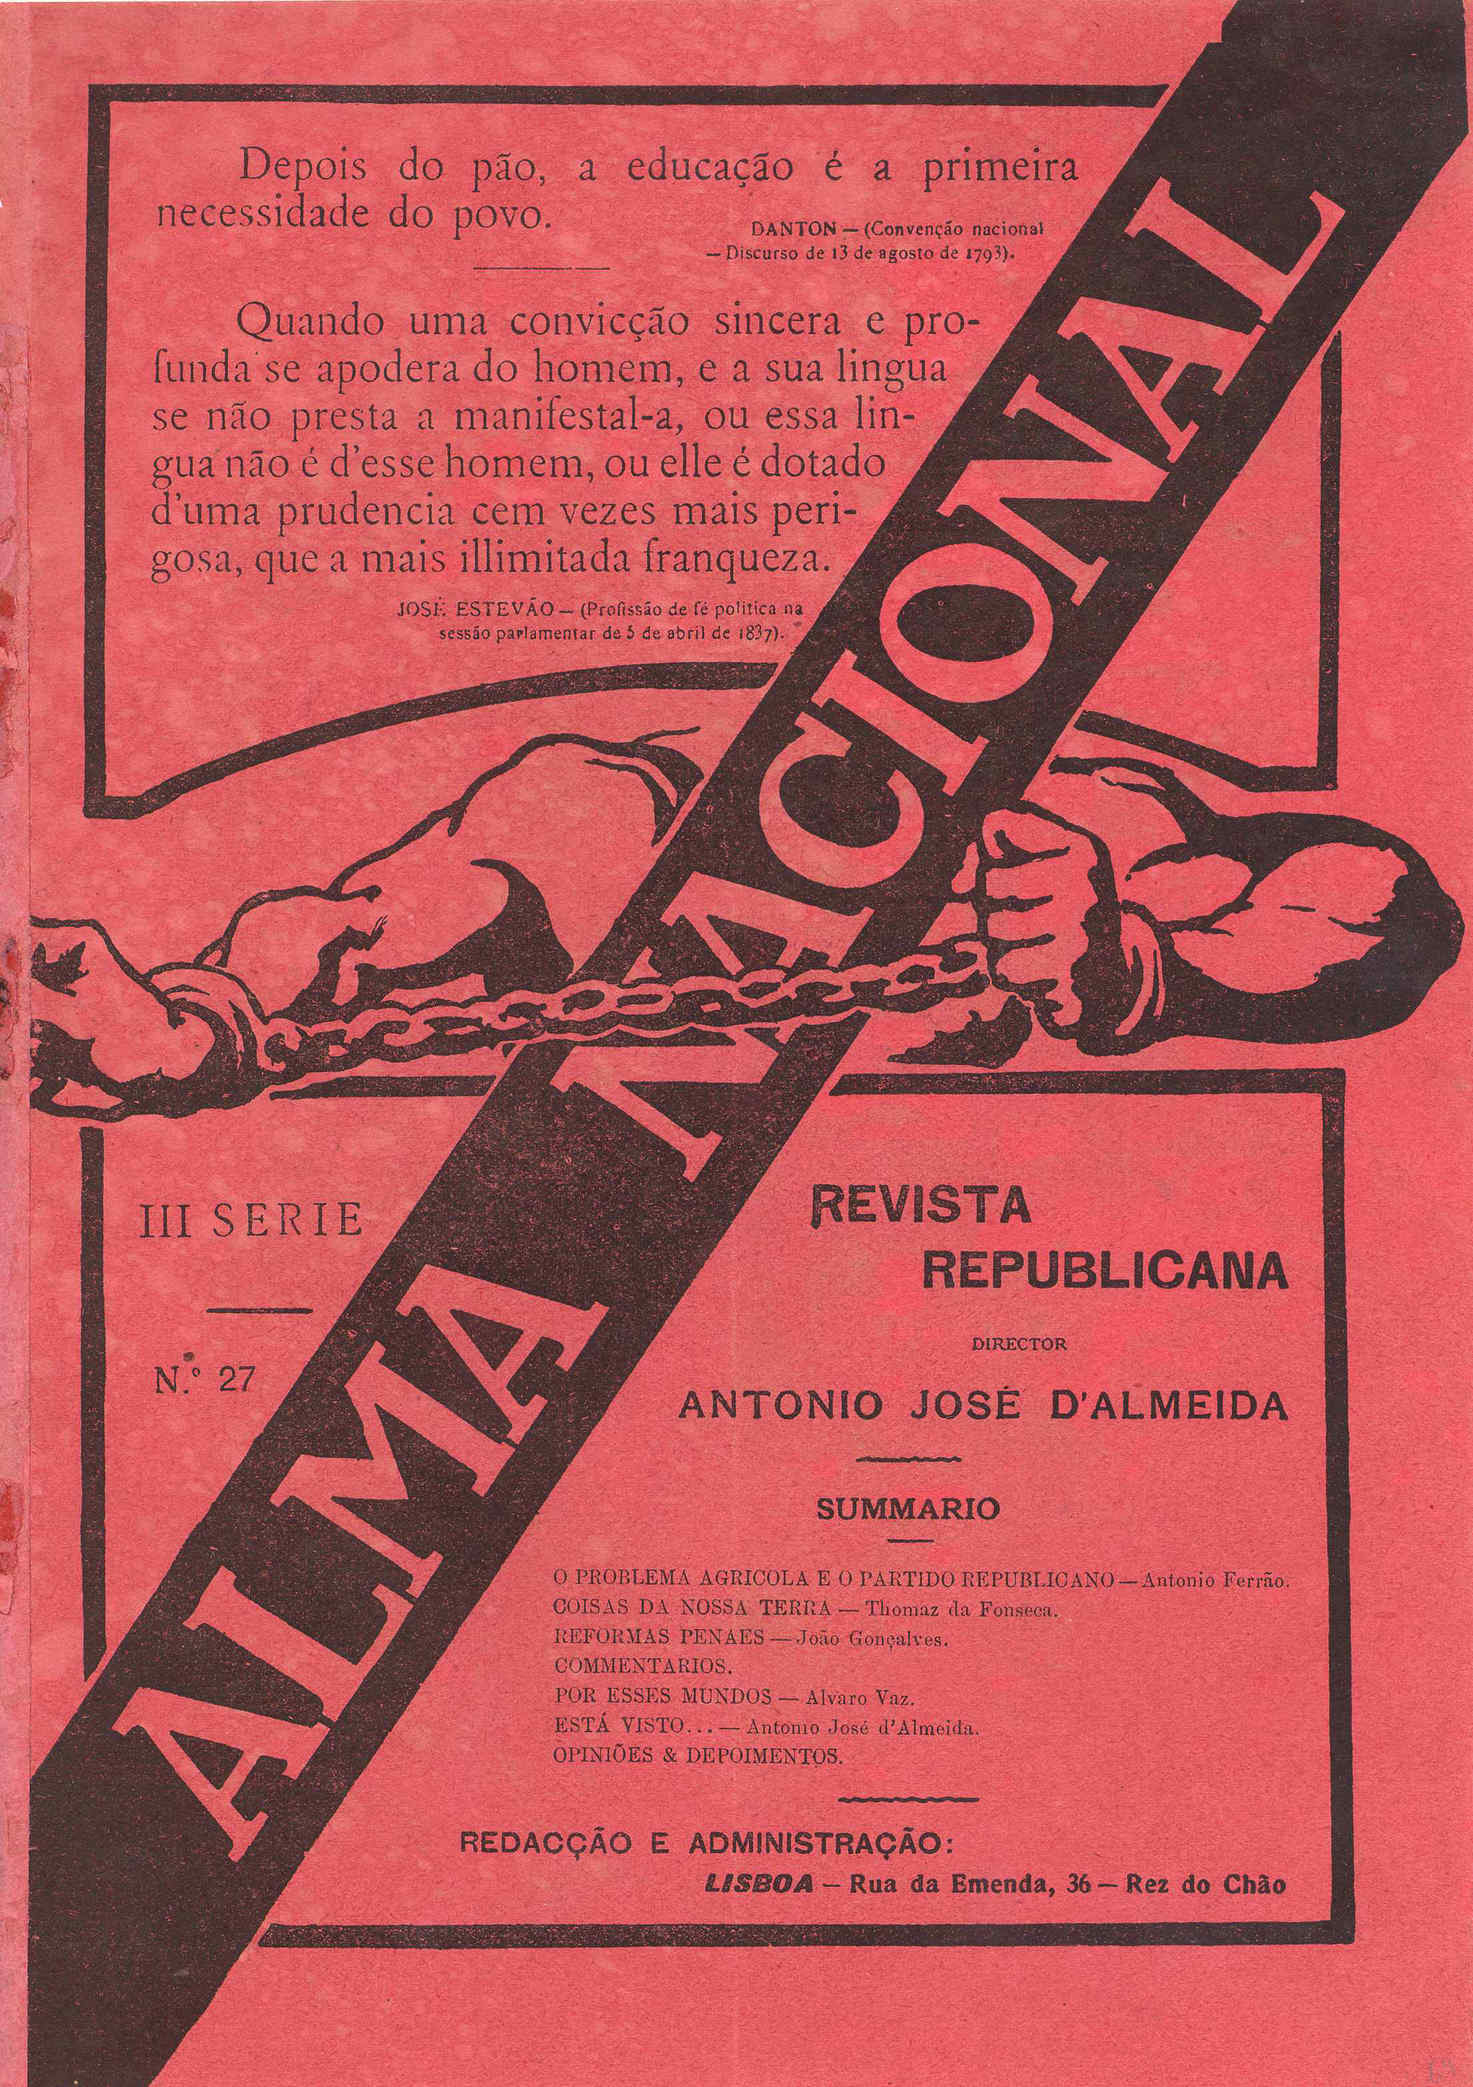 Depois do pão, a educação é a primeira
necessidade do povo.
DANTON — (Convenção nacional
— Discurso de 13 de agosto de 1793).
Quando uma convicção sincera e pro-
funda se apodera do homem, e a sua lingua
se não presta a manifestal-a, ou essa lin-
gua não é d'esse homem, ou elle é dotado
d'uma prudencia cem vezes mais peri-
gosa, que a mais illimitada franqueza.
JOSÉ ESTEVÃO — (Profissão de fé politica na
sessão parlamentar de 5 de abril de 1837).
ALMA NACIONAL
III SERIE
N.º 27
REVISTA
REPUBLICANA
DIRECTOR
ANTONIO JOSÉ D'ALMEIDA
SUMMARIO
O PROBLEMA AGRICOLA E O PARTIDO REPUBLICANO — Antonio Ferrão.
COISAS DA NOSSA TERRA — Thomaz da Fonseca.
REFORMAS PENAES — João Gonçalves.
COMMENTARIOS.
POR ESSES MUNDOS — Alvaro Vaz.
ESTÁ VISTO... — Antonio José d'Almeida.
OPINIÕES & DEPOIMENTOS.
REDACÇÃO E ADMINISTRAÇÃO:
LISBOA — Rua da Emenda, 36 — Rez do Chão